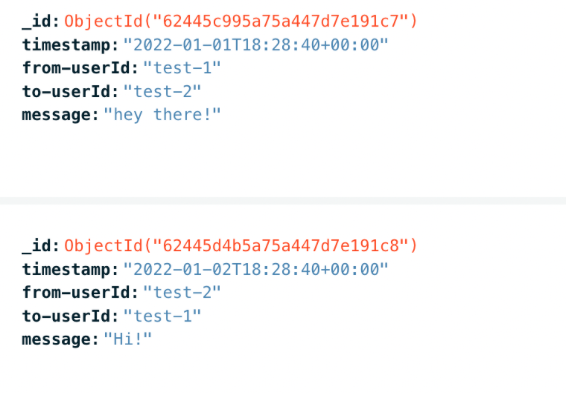 _id: ObjectId("62445c995a75a447d7e191c7")
timestamp: "2022-01-01T18:28:40+00:00"
from-userId: "test-1"
to-userId: "test-2"
message: "hey there!"
_id: ObjectId("62445d4b5a75a447d7e191c8")
timestamp: "2022-01-02T18:28:40+00:00"
from-userId: "test-2"
to-userId: "test-1"
message: "Hi!"